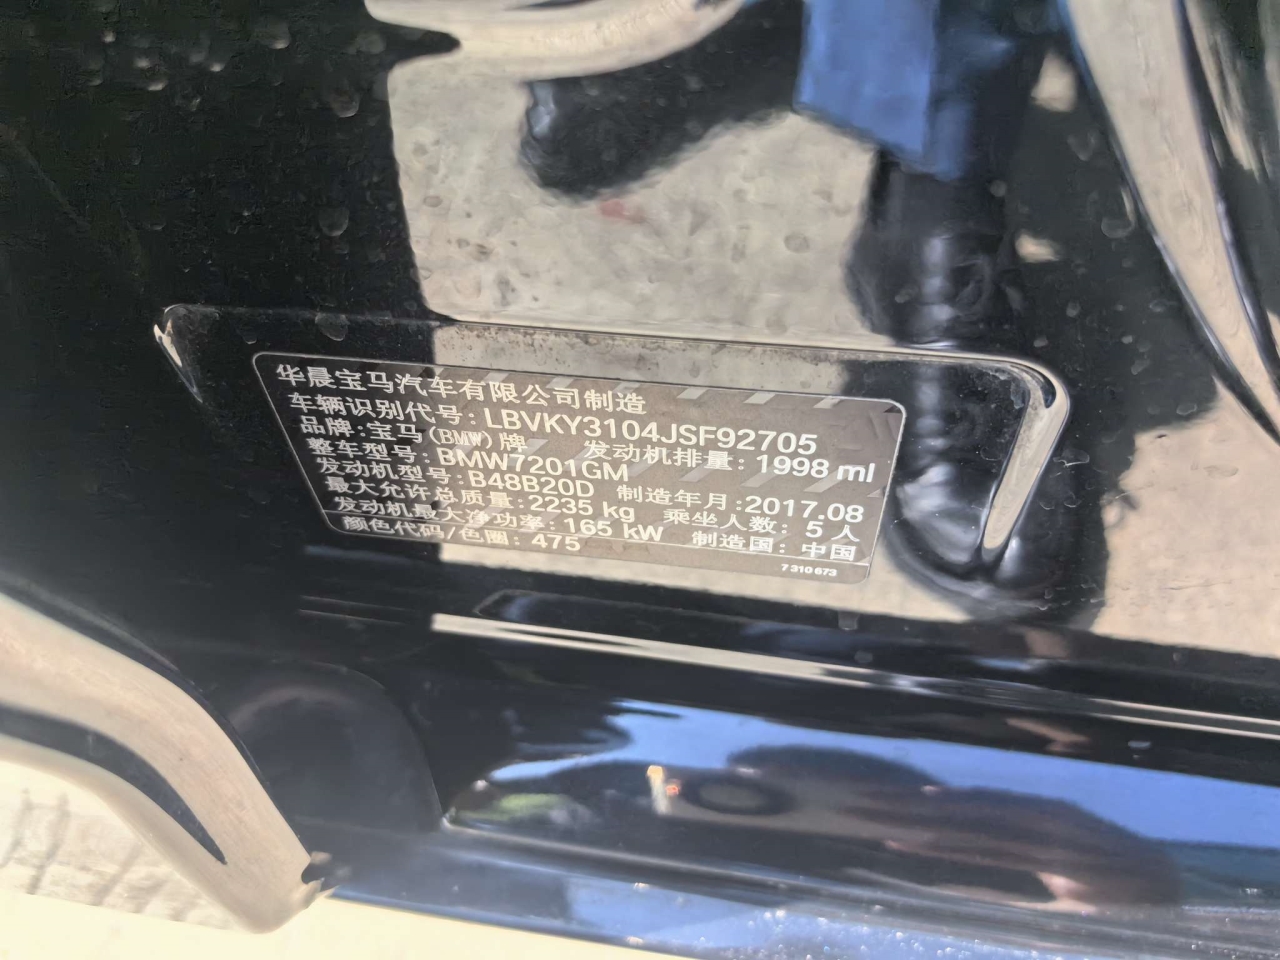 华晨宝马汽车有限公司制造
车辆识别代号: LBVKY3104JSF92705
品牌: 宝马(BMW)牌 发动机排量: 1998 ml
整车型号: BMW7201GM
发动机型号: B48B20D 制造年月: 2017.08
最大允许总质量: 2235 kg 乘坐人数: 5 人
发动机最大净功率: 165 kW 制造国: 中国
颜色代码/色圈: 475
7 310 673